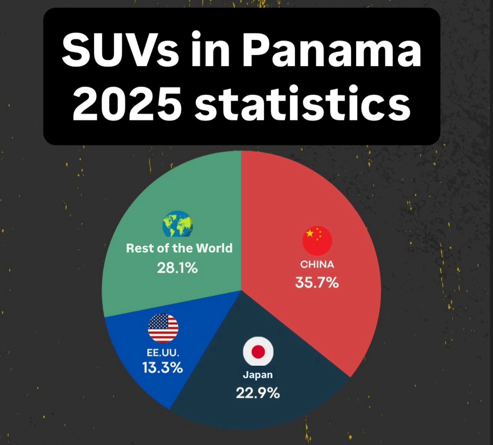 SUVs in Panama
2025 statistics
Rest of the World
28.1%
CHINA
35.7%
EE.UU.
13.3%
Japan
22.9%